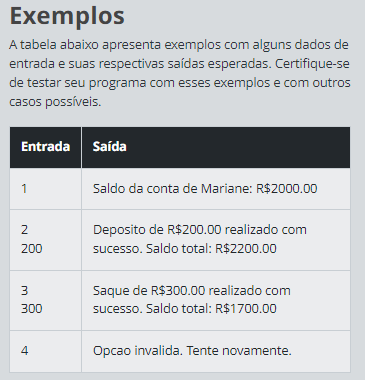 Exemplos
A tabela abaixo apresenta exemplos com alguns dados de
entrada e suas respectivas saídas esperadas. Certifique-se
de testar seu programa com esses exemplos e com outros
casos possíveis.
Entrada Saída
1 Saldo da conta de Mariane: R$2000.00
2 Deposito de R$200.00 realizado com
200 sucesso. Saldo total: R$2200.00
3 Saque de R$300.00 realizado com
300 sucesso. Saldo total: R$1700.00
4 Opcao invalida. Tente novamente.